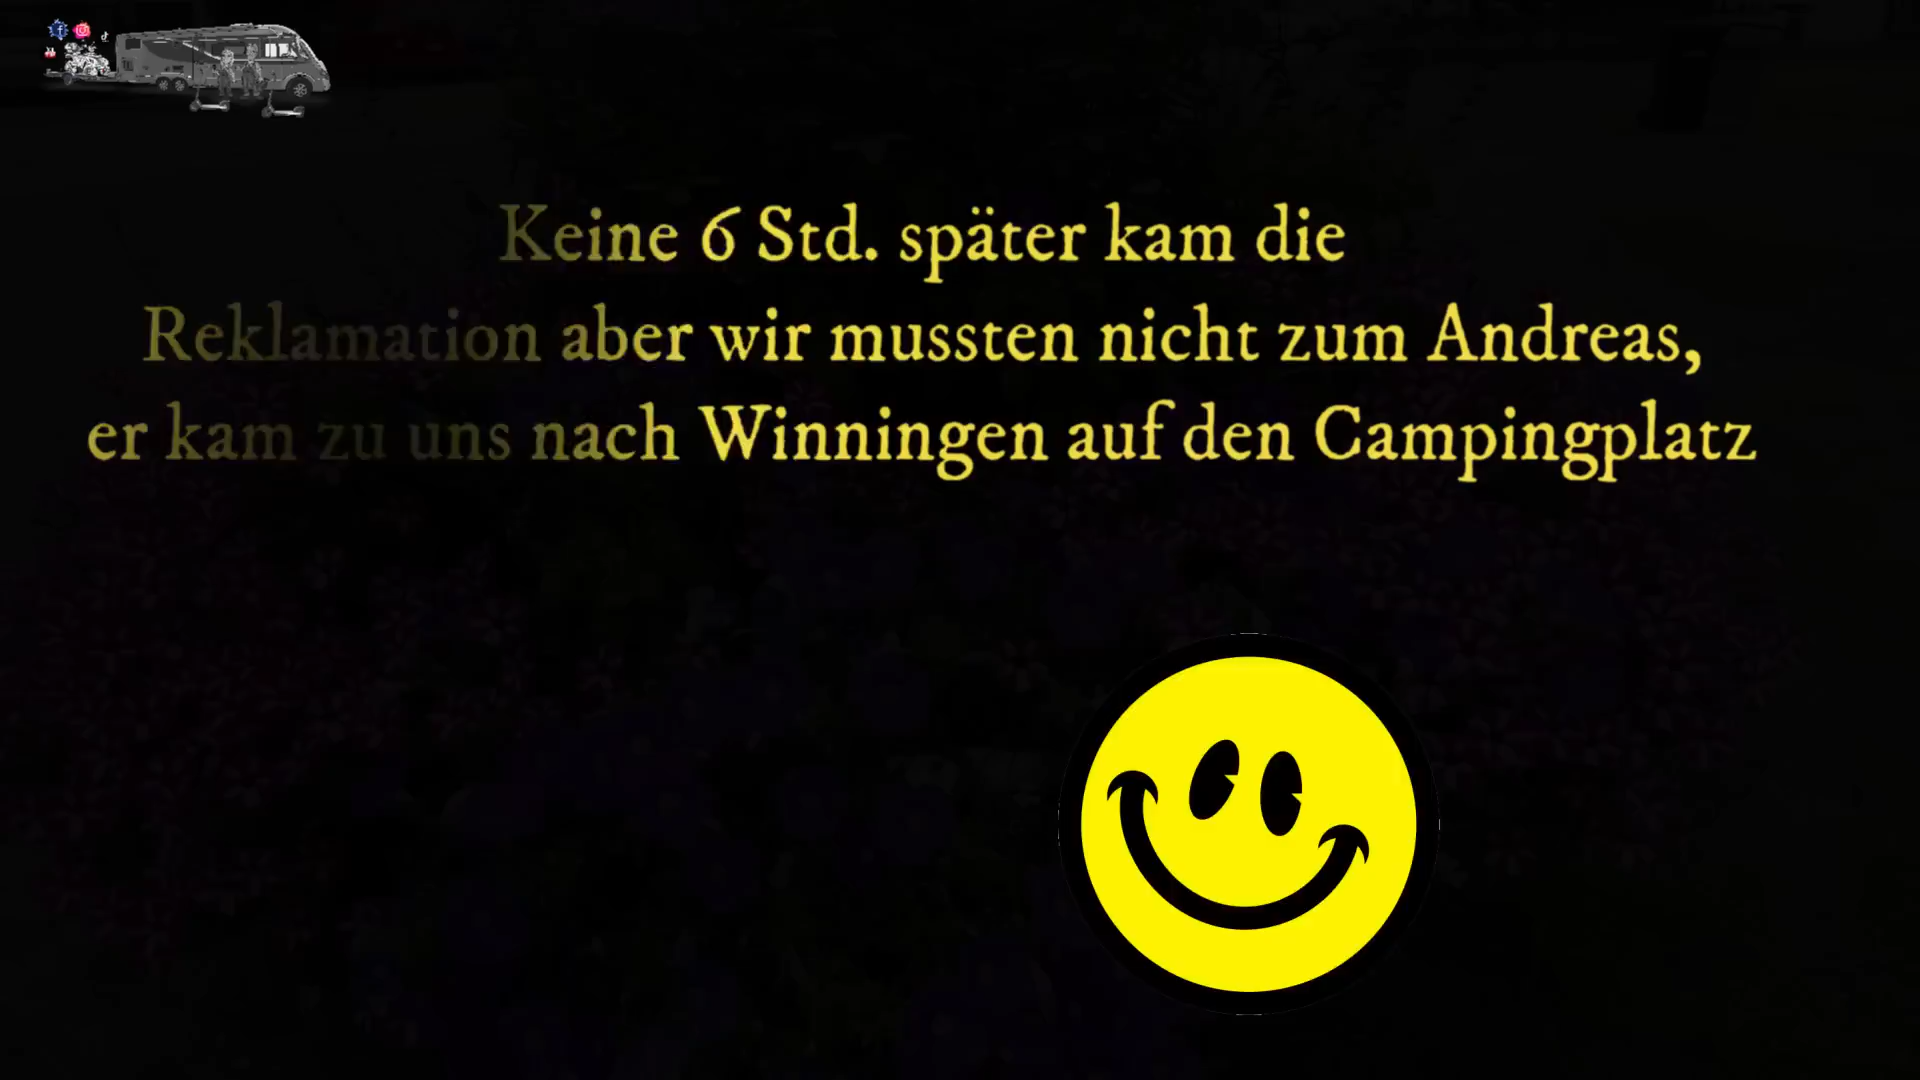 Keine 6 Std. später kam die
Reklamation aber wir mussten nicht zum Andreas,
er kam zu uns nach Winningen auf den Campingplatz